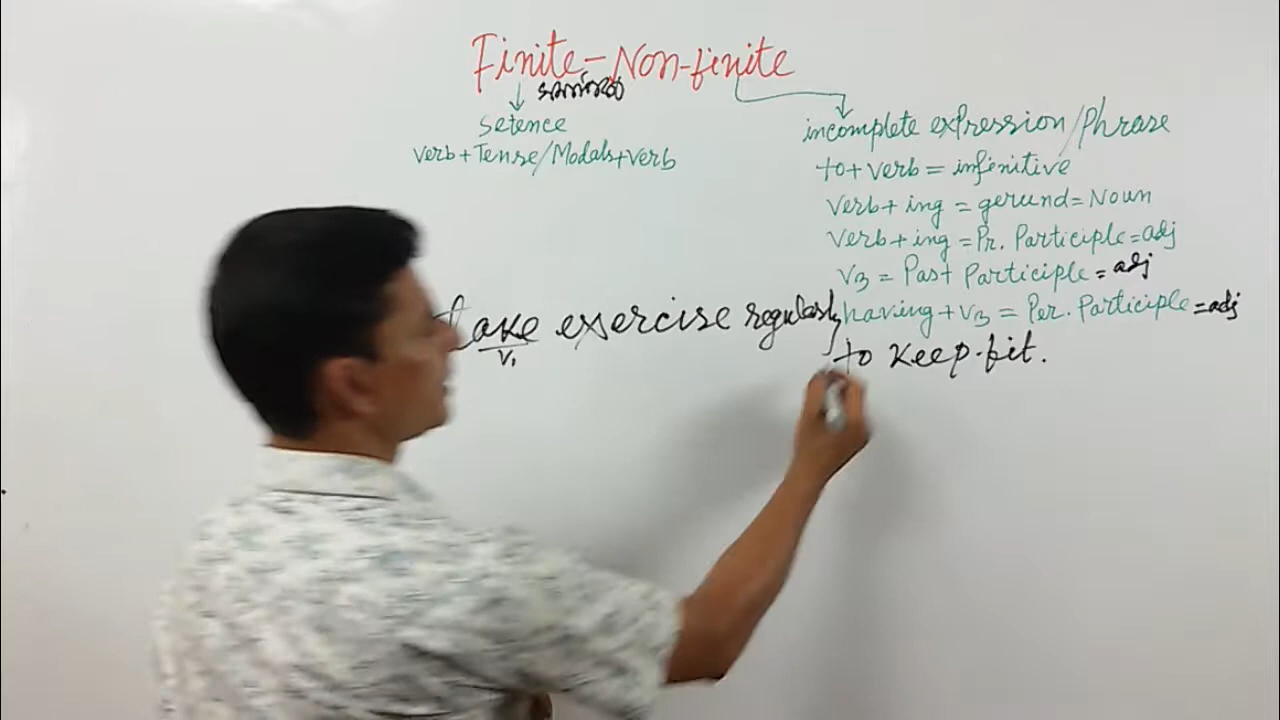 Finite-Non-finite
setence
verb+Tense/Modals+verb
incomplete expression/Phrase
to+verb = infenitive
verb+ing = gerund=Noun
verb+ing =Pr. Participle=adj
V3 = Past Participle=adj
having+V3 = Per. Participle=adj
take exercise regularly
V1
to keep fit.